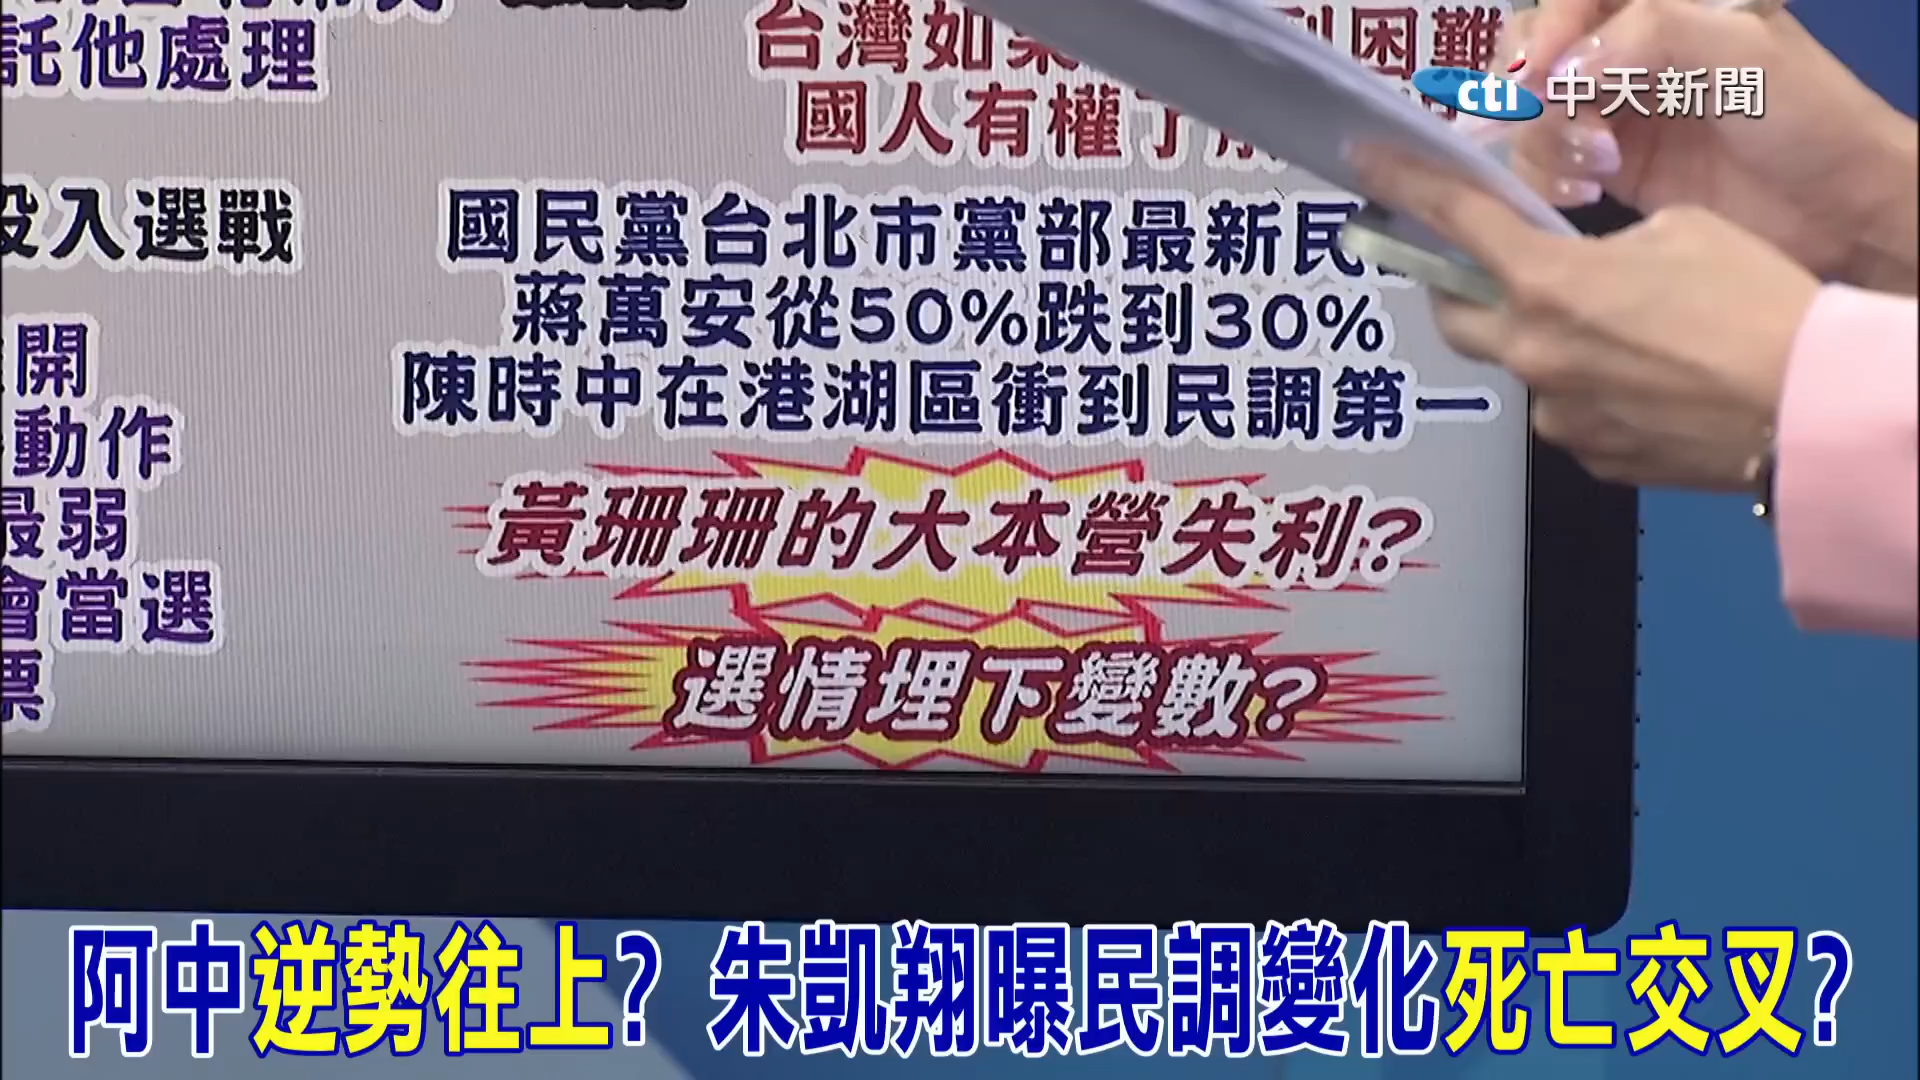 託他處理
投入選戰
開
動作
最弱
會當選
票
台灣如果 到困難
國人有權了
國民黨台北市黨部最新民
蔣萬安從50%跌到30%
陳時中在港湖區衝到民調第一
黃珊珊的大本營失利?
選情埋下變數?
cti 中天新聞
阿中逆勢往上? 朱凱翔曝民調變化死亡交叉?